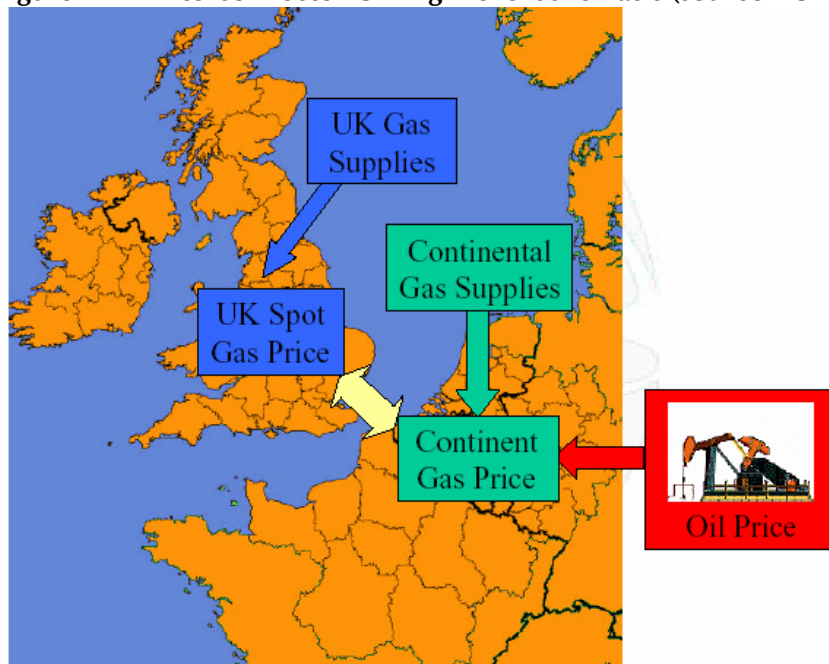 UK Gas
Supplies
Continental
Gas Supplies
UK Spot
Gas Price
Continent
Gas Price
Oil Price